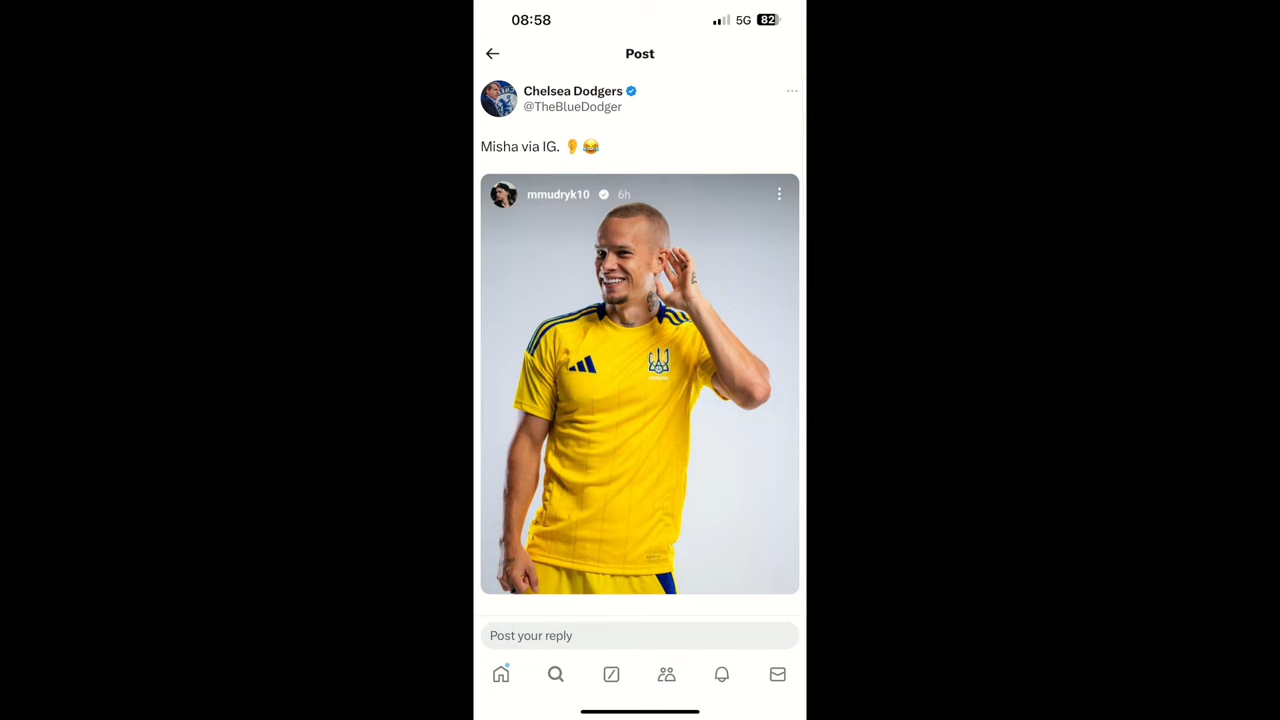 08:58
5G 82
Post
Chelsea Dodgers
@TheBlueDodger
Misha via IG. 👂😂
mmudryk10 6h
Post your reply